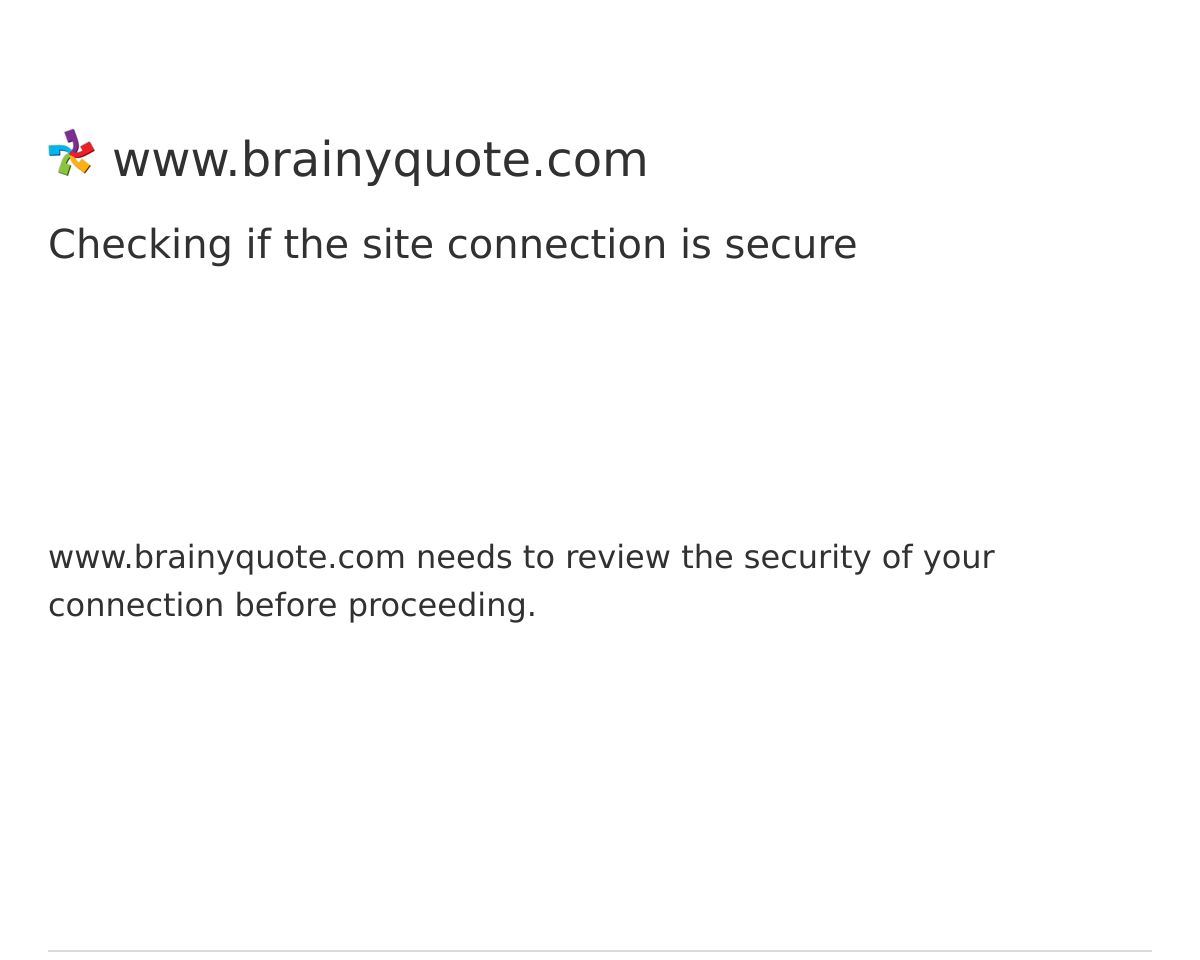 www.brainyquote.com
Checking if the site connection is secure
www.brainyquote.com needs to review the security of your
connection before proceeding.